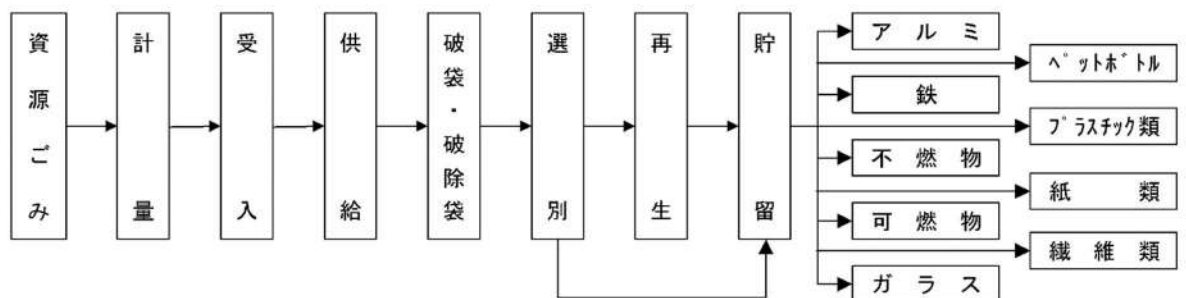 資源ごみ
計量
受入
供給
破袋・破除袋
選別
再生
貯留
アルミ
ペットボトル
鉄
プラスチック類
不燃物
紙類
可燃物
繊維類
ガラス